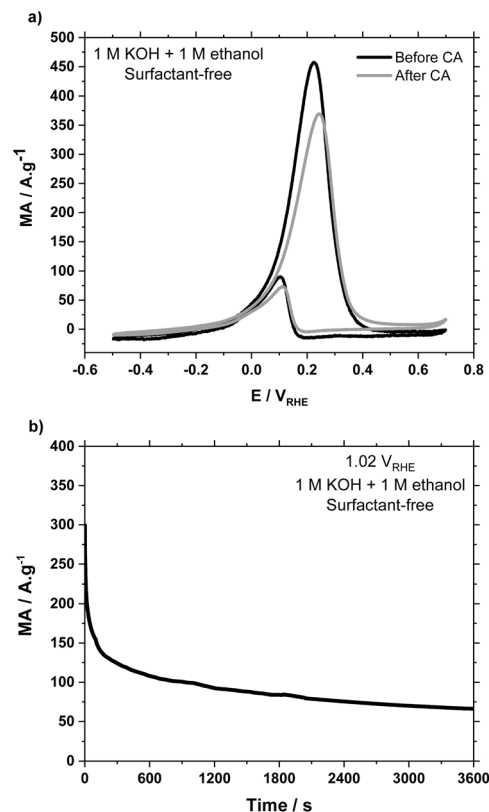 a)
1 M KOH + 1 M ethanol
Surfactant-free
Before CA
After CA
MA / A.g-1
500
450
400
350
300
250
200
150
100
50
0
-0.6 -0.4 -0.2 0.0 0.2 0.4 0.6 0.8
E / VRHE
b)
1.02 VRHE
1 M KOH + 1 M ethanol
Surfactant-free
MA / A.g-1
400
350
300
250
200
150
100
50
0
0 600 1200 1800 2400 3000 3600
Time / s